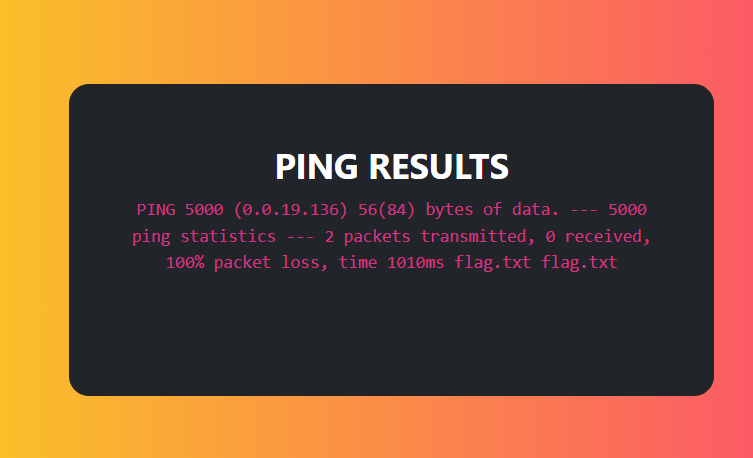 PING RESULTS
PING 5000 (0.0.19.136) 56(84) bytes of data. --- 5000
ping statistics --- 2 packets transmitted, 0 received,
100% packet loss, time 1010ms flag.txt flag.txt